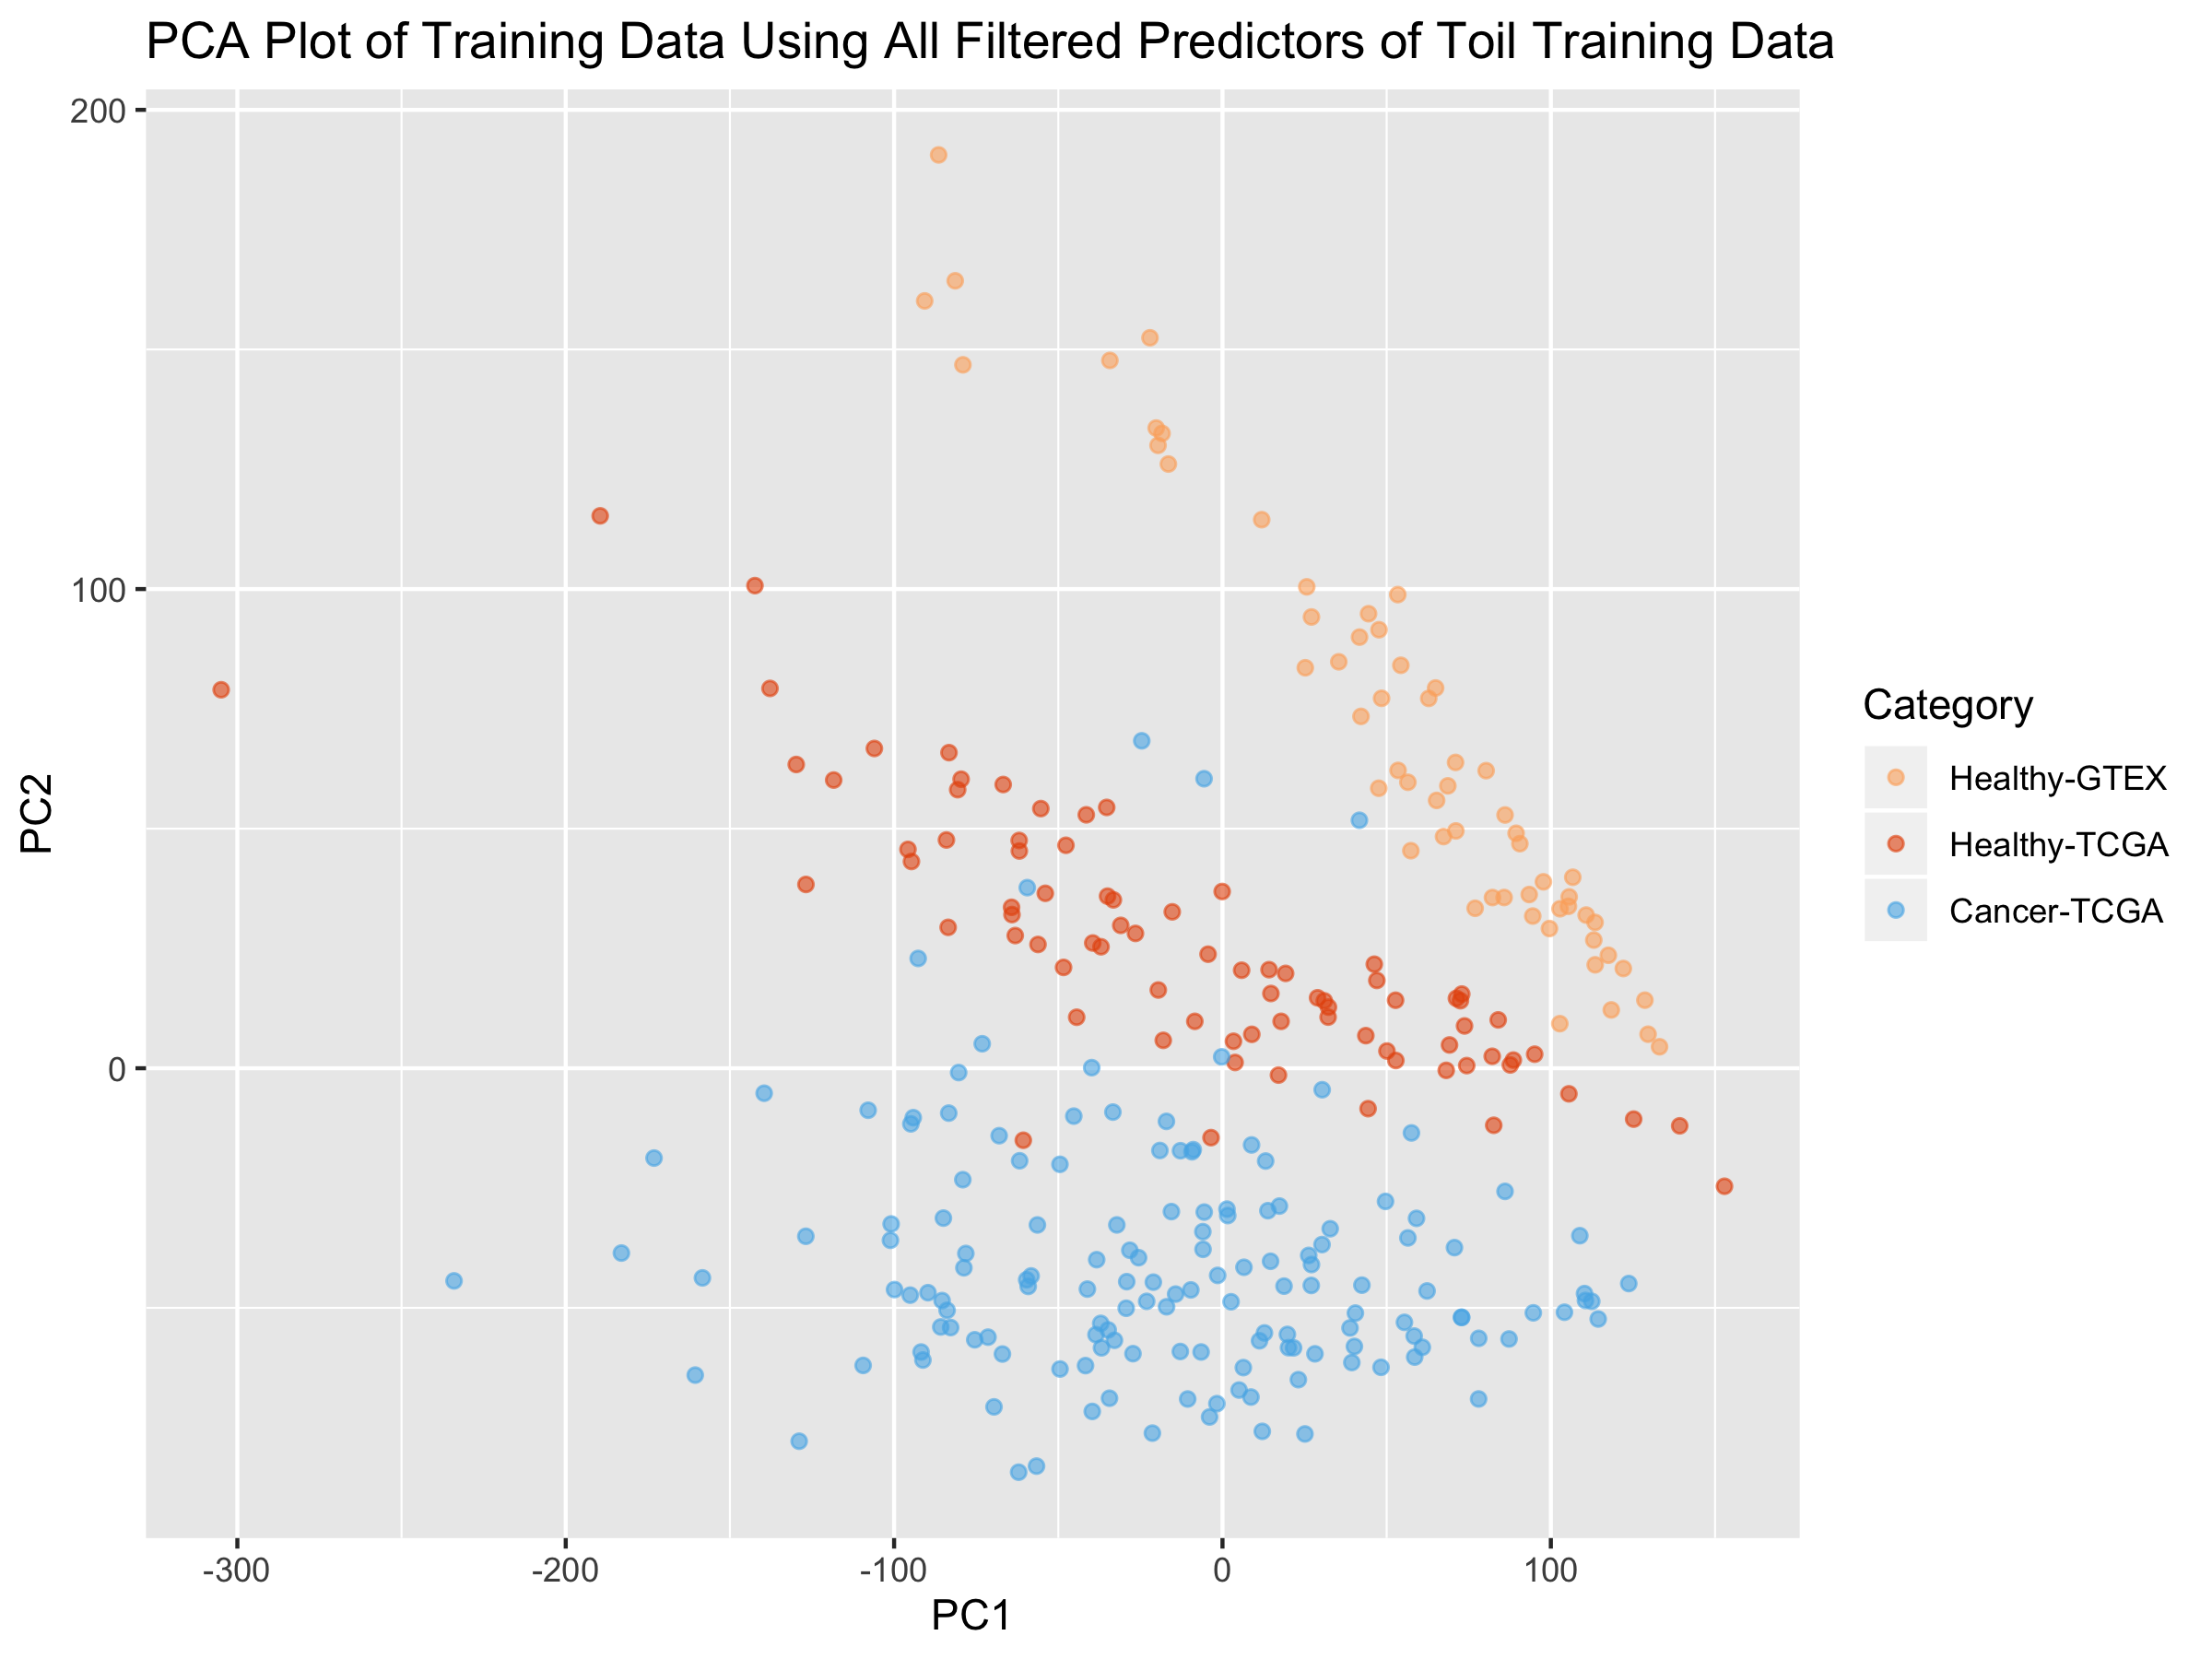 PCA Plot of Training Data Using All Filtered Predictors of Toil Training Data
200
100
0
PC2
-300
-200
-100
0
100
PC1
Category
Healthy-GTEX
Healthy-TCGA
Cancer-TCGA